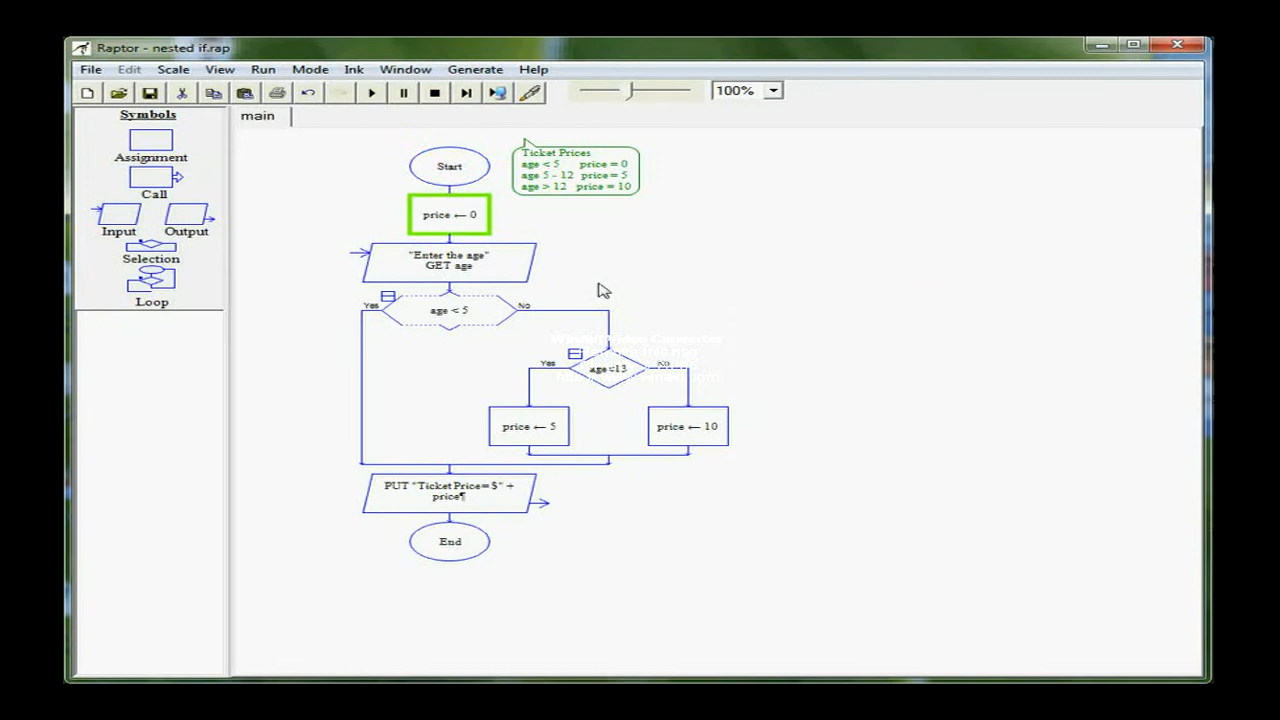 Raptor - nested if.rap
File Edit Scale View Run Mode Ink Window Generate Help
100%
Symbols
main
Assignment
Call
Input Output
Selection
Loop
Start
Ticket Prices
age < 5 price = 0
age 5 - 12 price = 5
age > 12 price = 10
price ← 0
"Enter the age"
GET age
Yes
age < 5
No
Yes
age<13
No
price ← 5
price ← 10
PUT "Ticket Price= $" +
price¶
End